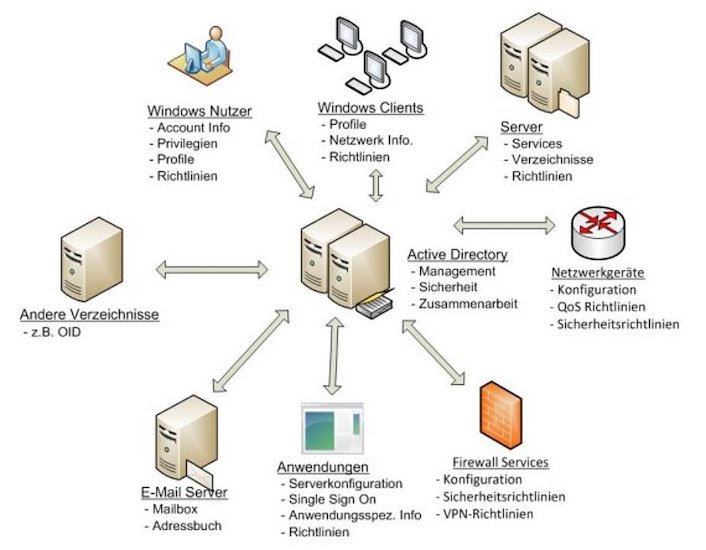 Windows Nutzer
- Account Info
- Privilegien
- Profile
- Richtlinien
Windows Clients
- Profile
- Netzwerk Info.
- Richtlinien
Server
- Services
- Verzeichnisse
- Richtlinien
Andere Verzeichnisse
- z.B. OID
Active Directory
- Management
- Sicherheit
- Zusammenarbeit
Netzwerkgeräte
- Konfiguration
- QoS Richtlinien
- Sicherheitsrichtlinien
E-Mail Server
- Mailbox
- Adressbuch
Anwendungen
- Serverkonfiguration
- Single Sign On
- Anwendungsspez. Info
- Richtlinien
Firewall Services
- Konfiguration
- Sicherheitsrichtlinien
- VPN-Richtlinien